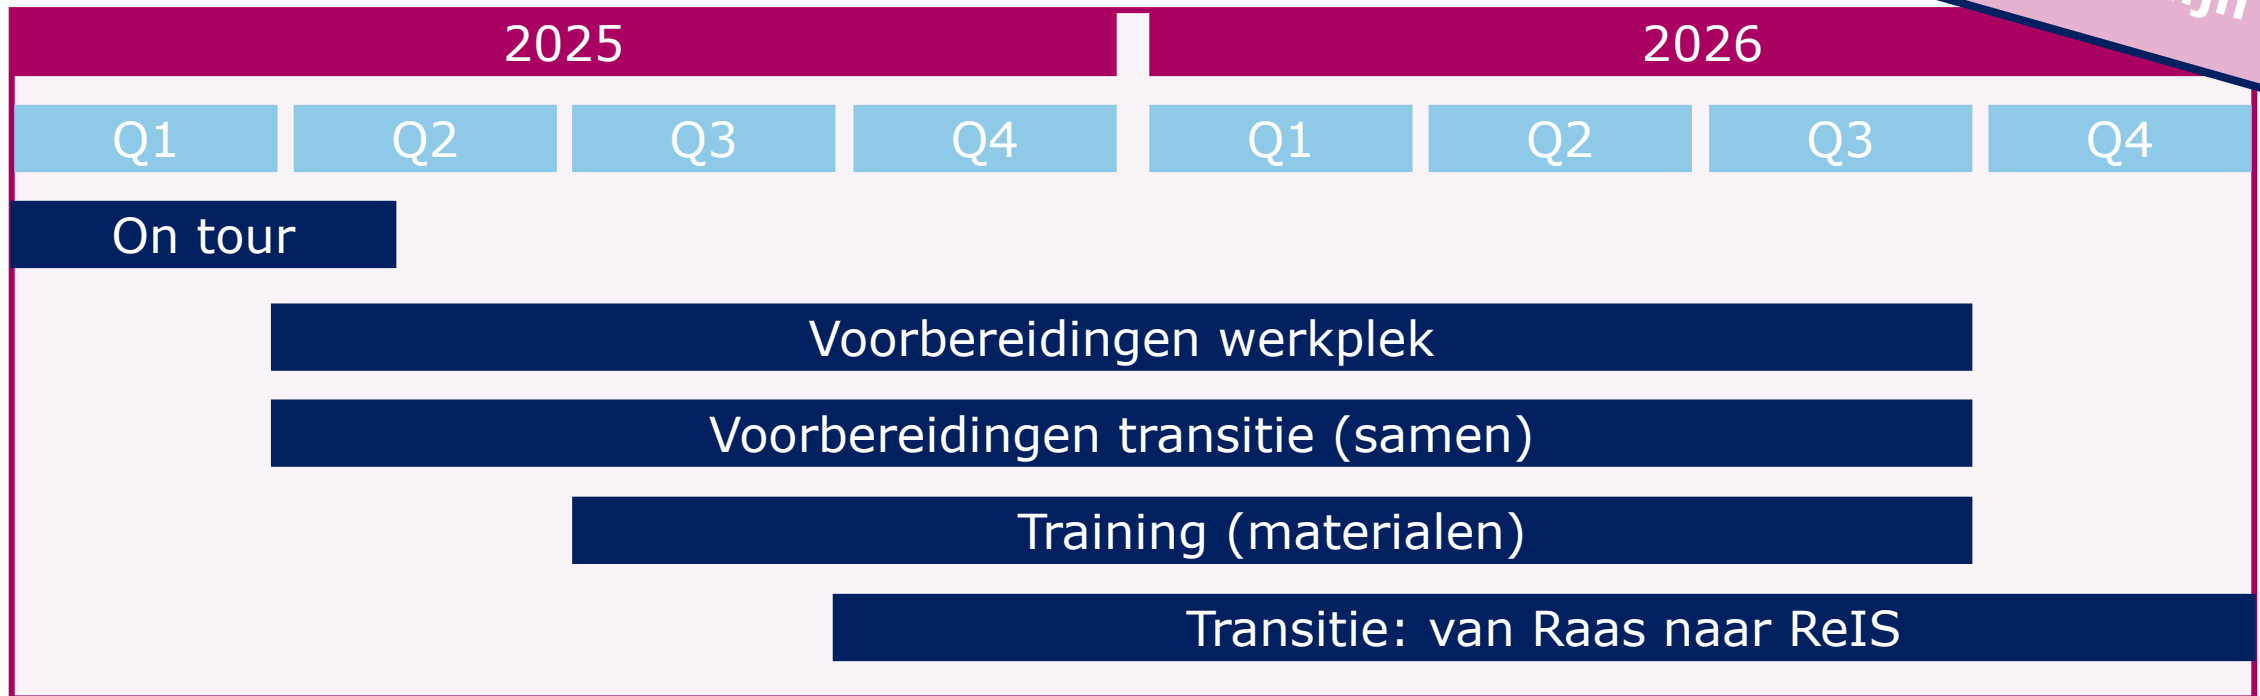 2025
2026
Q1
Q2
Q3
Q4
Q1
Q2
Q3
Q4
On tour
Voorbereidingen werkplek
Voorbereidingen transitie (samen)
Training (materialen)
Transitie: van Raas naar ReIS